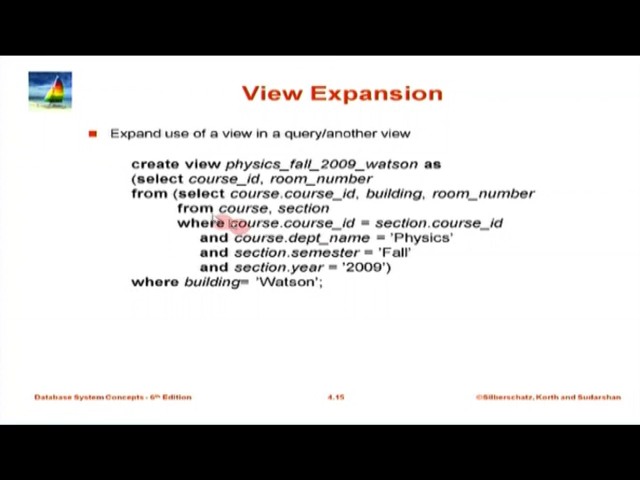 View Expansion
Expand use of a view in a query/another view
create view physics_fall_2009_watson as
(select course_id, room_number
from (select course.course_id, building, room_number
from course, section
where course.course_id = section.course_id
and course.dept_name = 'Physics'
and section.semester = 'Fall'
and section.year = '2009')
where building= 'Watson';
Database System Concepts - 6th Edition
4.15
©Silberschatz, Korth and Sudarshan